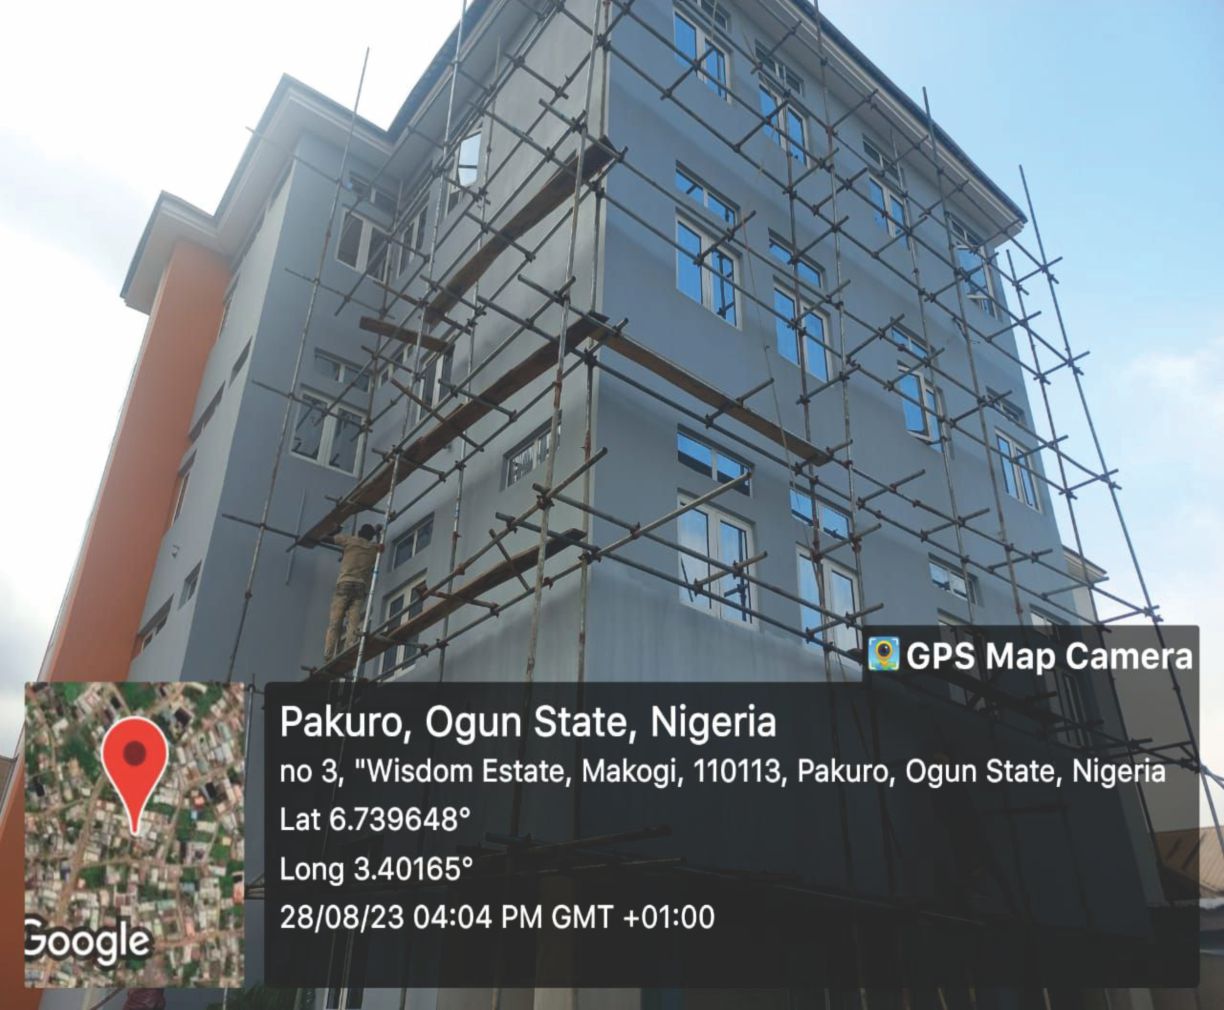 GPS Map Camera
Pakuro, Ogun State, Nigeria
no 3, "Wisdom Estate, Makogi, 110113, Pakuro, Ogun State, Nigeria
Lat 6.739648°
Long 3.40165°
28/08/23 04:04 PM GMT +01:00
Google